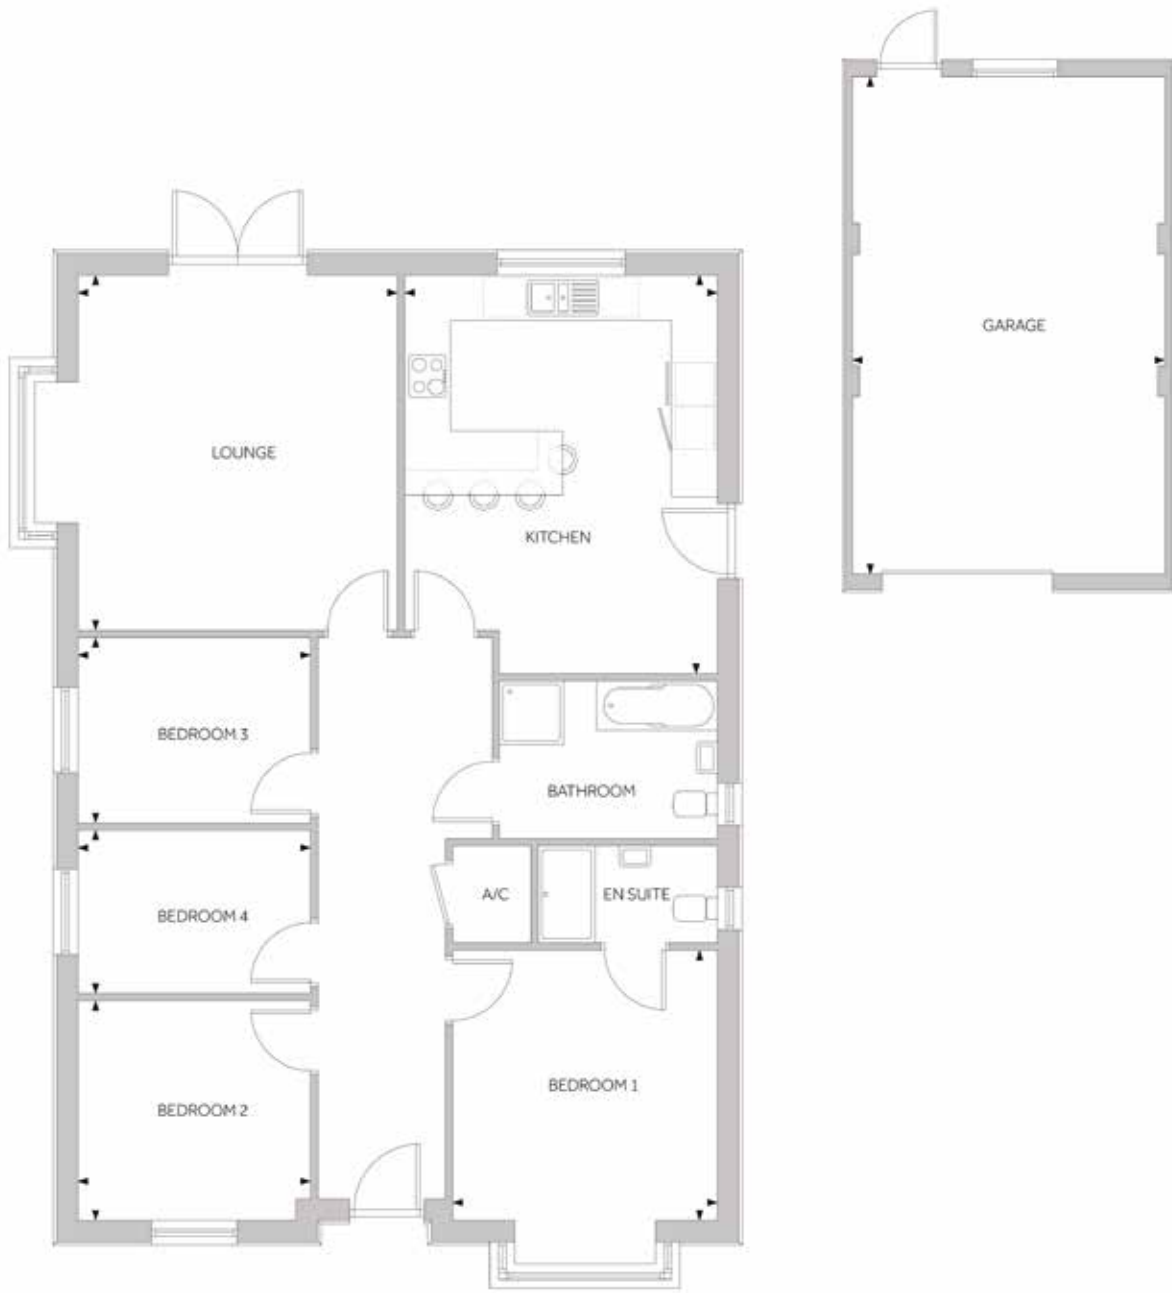 GARAGE
LOUNGE
KITCHEN
BEDROOM 3
BATHROOM
A/C
EN SUITE
BEDROOM 4
BEDROOM 1
BEDROOM 2